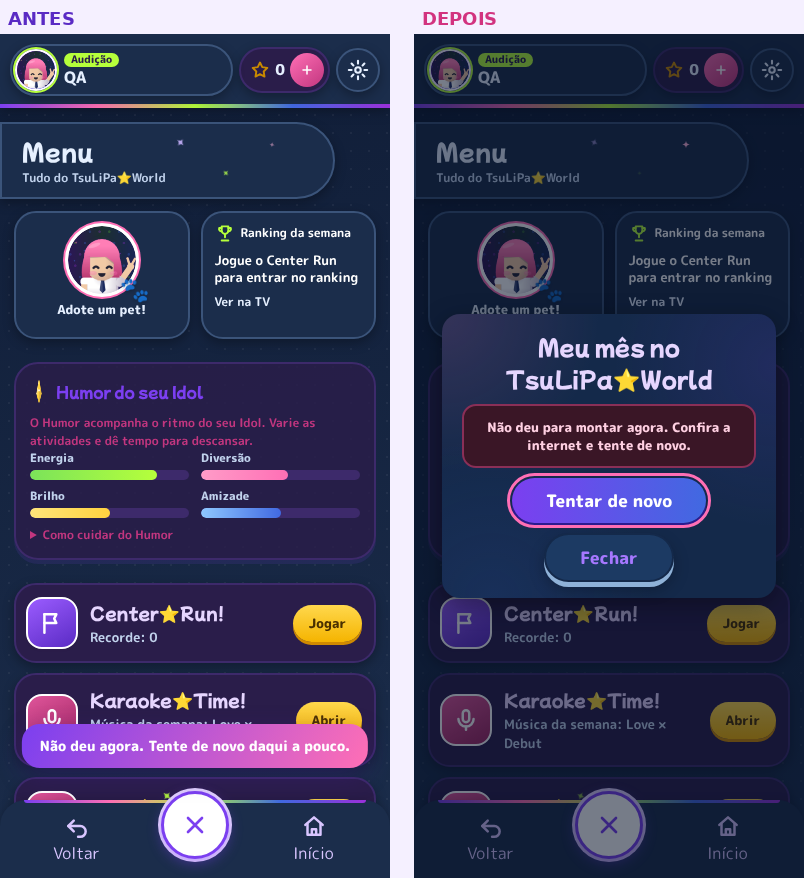 ANTES
Audição
QA
0
+
Menu
Tudo do TsuLiPa⭐World
Adote um pet!
Ranking da semana
Jogue o Center Run
para entrar no ranking
Ver na TV
Humor do seu Idol
O Humor acompanha o ritmo do seu Idol. Varie as
atividades e dê tempo para descansar.
Energia
Diversão
Brilho
Amizade
Como cuidar do Humor
Center⭐Run!
Recorde: 0
Jogar
Karaoke⭐Time!
Música da semana: Love ×
Abrir
Não deu agora. Tente de novo daqui a pouco.
Voltar
Início
DEPOIS
Audição
QA
0
+
Menu
Tudo do TsuLiPa⭐World
Adote um pet!
Ranking da semana
Jogue o Center Run
para entrar no ranking
Ver na TV
Meu mês no
TsuLiPa⭐World
Não deu para montar agora. Confira a
internet e tente de novo.
Tentar de novo
Fechar
Center⭐Run!
Recorde: 0
Jogar
Karaoke⭐Time!
Música da semana: Love ×
Debut
Abrir
Voltar
Início